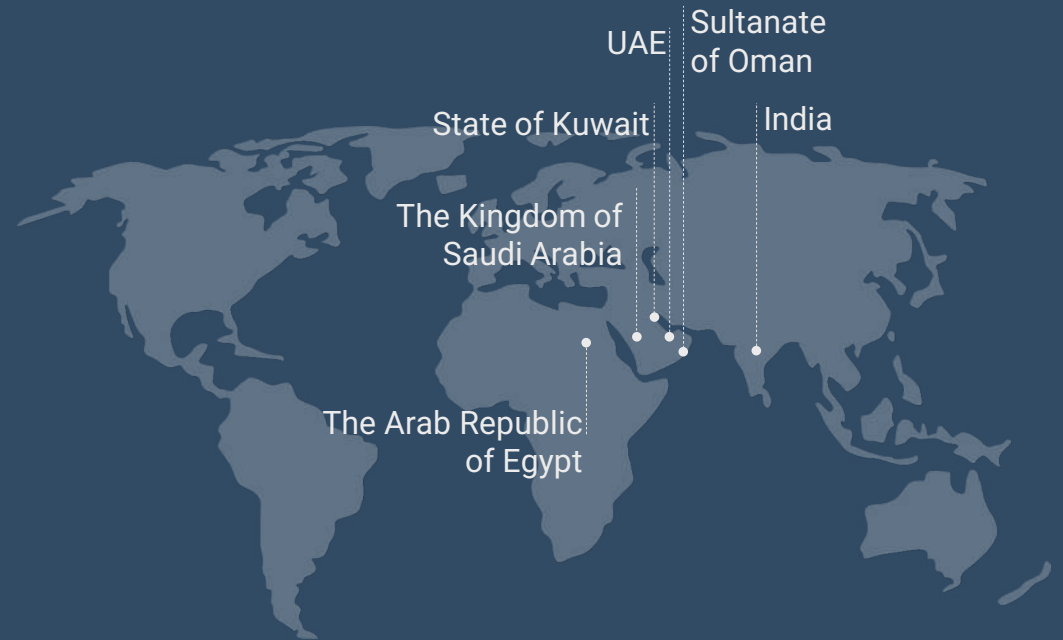 Sultanate
of Oman
UAE
India
State of Kuwait
The Kingdom of
Saudi Arabia
The Arab Republic
of Egypt